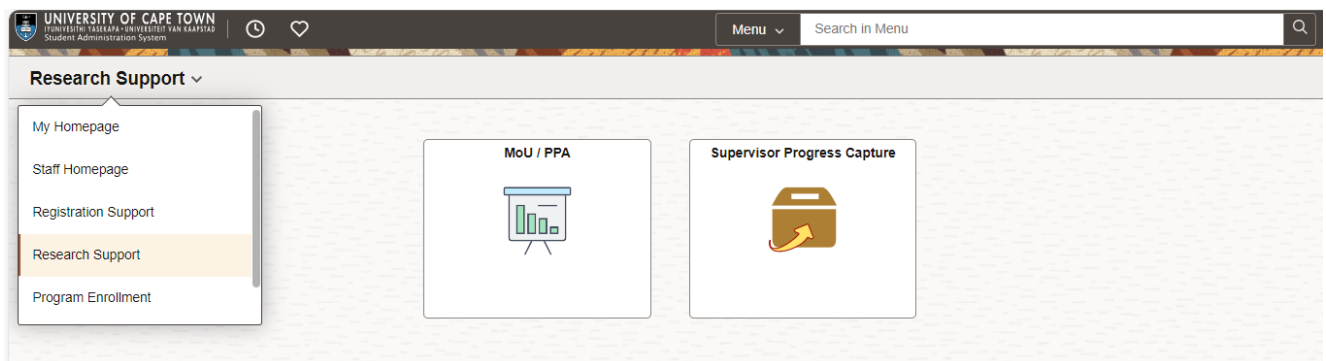 UNIVERSITY OF CAPE TOWN
IYUNIVESITHI YASEKAPA • UNIVERSITEIT VAN KAAPSTAD
Student Administration System
Menu
Search in Menu
Research Support
My Homepage
Staff Homepage
Registration Support
Research Support
Program Enrollment
MoU / PPA
Supervisor Progress Capture